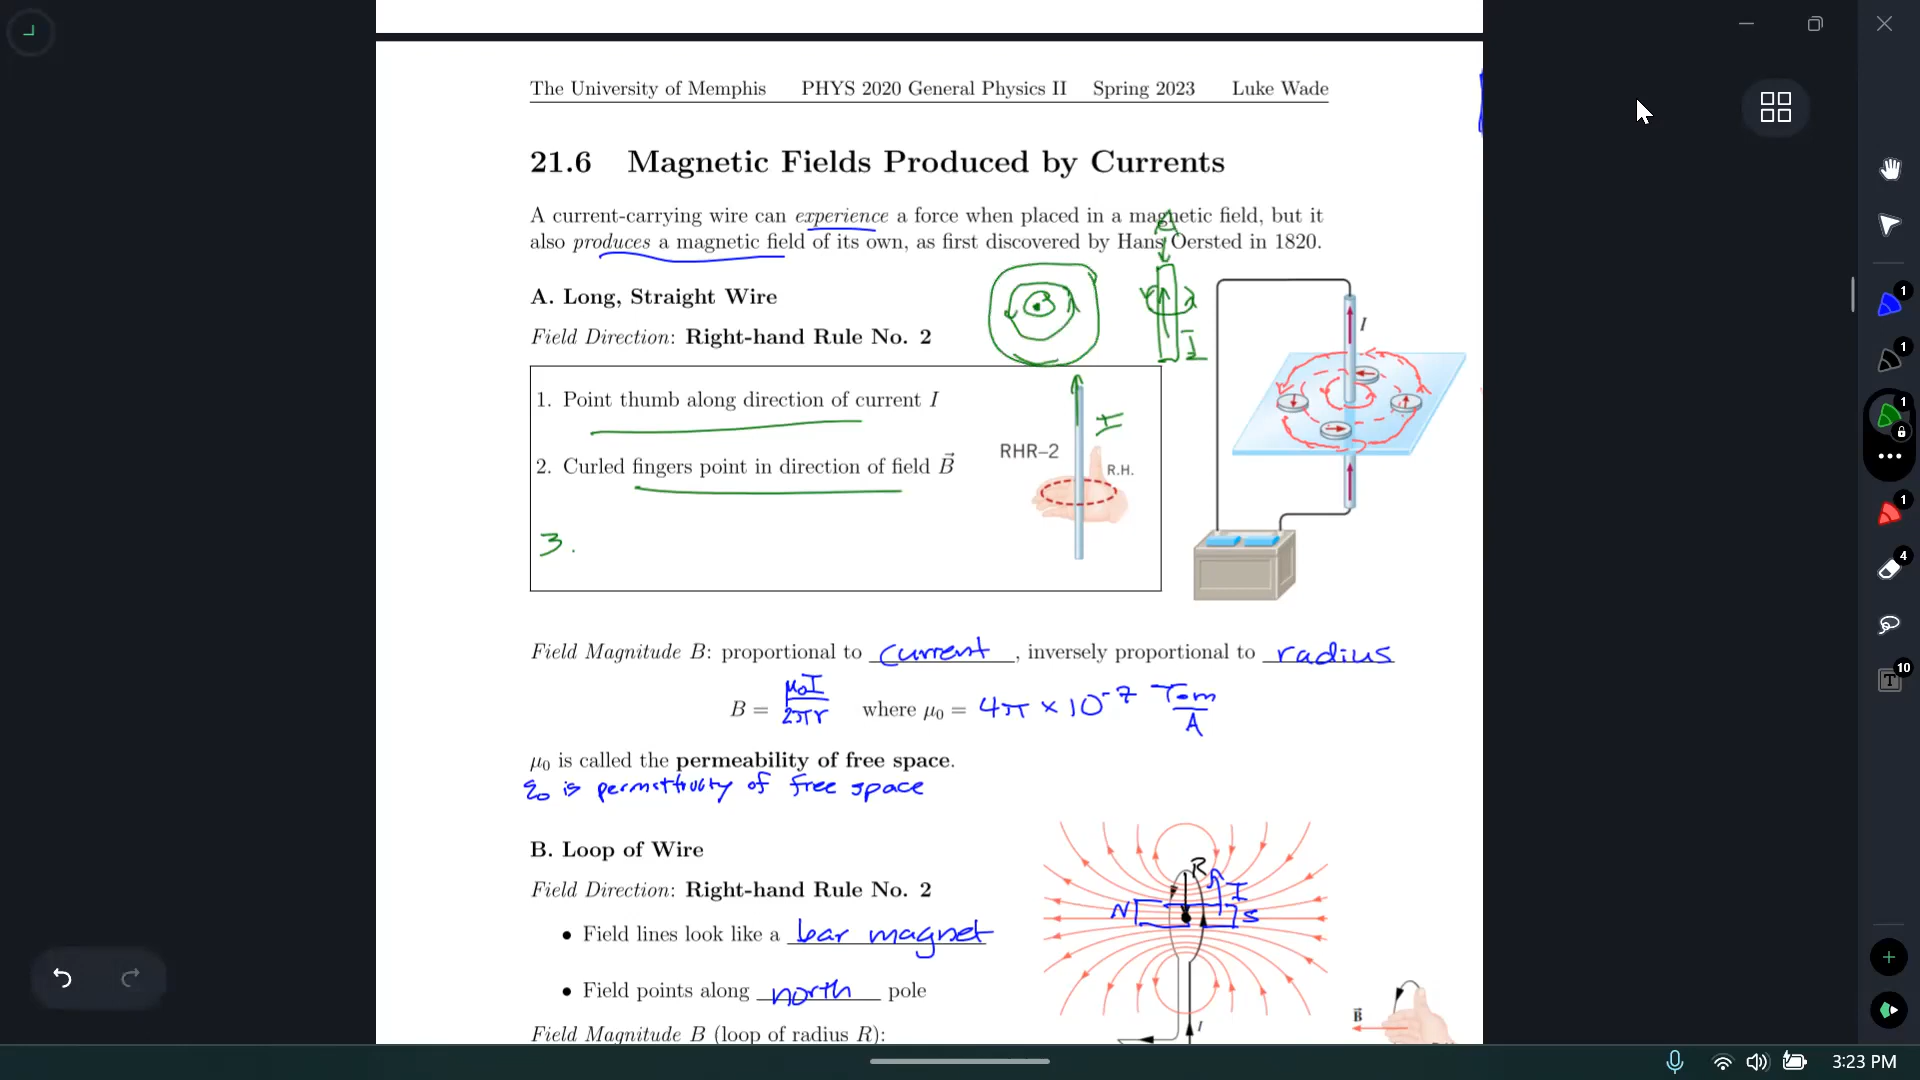 The University of Memphis PHYS 2020 General Physics II Spring 2023 Luke Wade
21.6 Magnetic Fields Produced by Currents
A current-carrying wire can experience a force when placed in a magnetic field, but it
also produces a magnetic field of its own, as first discovered by Hans Oersted in 1820.
A. Long, Straight Wire
Field Direction: Right-hand Rule No. 2
I
I
1. Point thumb along direction of current I
I
RHR–2
R.H.
2. Curled fingers point in direction of field B⃗
3.
Field Magnitude B: proportional to current, inversely proportional to radius
B = μ₀I / 2πr where μ₀ = 4π × 10⁻⁷ T·m / A
μ₀ is called the permeability of free space.
ε₀ is permittivity of free space
B. Loop of Wire
Field Direction: Right-hand Rule No. 2
R
I
N
S
• Field lines look like a bar magnet
• Field points along north pole
B⃗
I
Field Magnitude B (loop of radius R):
1
1
1
1
4
10
3:23 PM